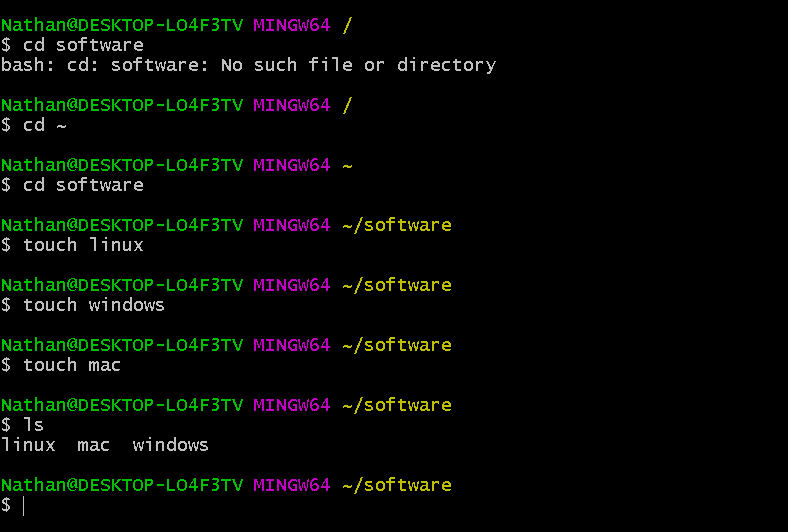 Nathan@DESKTOP-LO4F3TV MINGW64 /
$ cd software
bash: cd: software: No such file or directory
Nathan@DESKTOP-LO4F3TV MINGW64 /
$ cd ~
Nathan@DESKTOP-LO4F3TV MINGW64 ~
$ cd software
Nathan@DESKTOP-LO4F3TV MINGW64 ~/software
$ touch linux
Nathan@DESKTOP-LO4F3TV MINGW64 ~/software
$ touch windows
Nathan@DESKTOP-LO4F3TV MINGW64 ~/software
$ touch mac
Nathan@DESKTOP-LO4F3TV MINGW64 ~/software
$ ls
linux  mac  windows
Nathan@DESKTOP-LO4F3TV MINGW64 ~/software
$